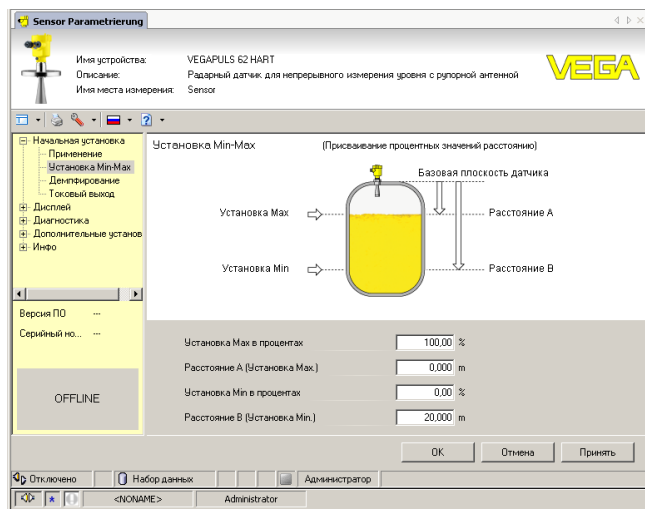 Sensor Parametrierung
Имя устройства: VEGAPULS 62 HART
Описание: Радарный датчик для непрерывного измерения уровня с рупорной антенной
Имя места измерения: Sensor
VEGA
Начальная установка
Применение
Установка Min-Max
Демпфирование
Токовый выход
Дисплей
Диагностика
Дополнительные установ
Инфо
Версия ПО ---
Серийный но... ---
OFFLINE
Установка Min-Max (Присваивание процентных значений расстоянию)
Базовая плоскость датчика
Установка Max Расстояние A
Установка Min Расстояние B
Установка Max в процентах 100,00 %
Расстояние A (Установка Max.) 0,000 m
Установка Min в процентах 0,00 %
Расстояние B (Установка Min.) 20,000 m
OK Отмена Принять
Отключено Набор данных Администратор
<NONAME> Administrator